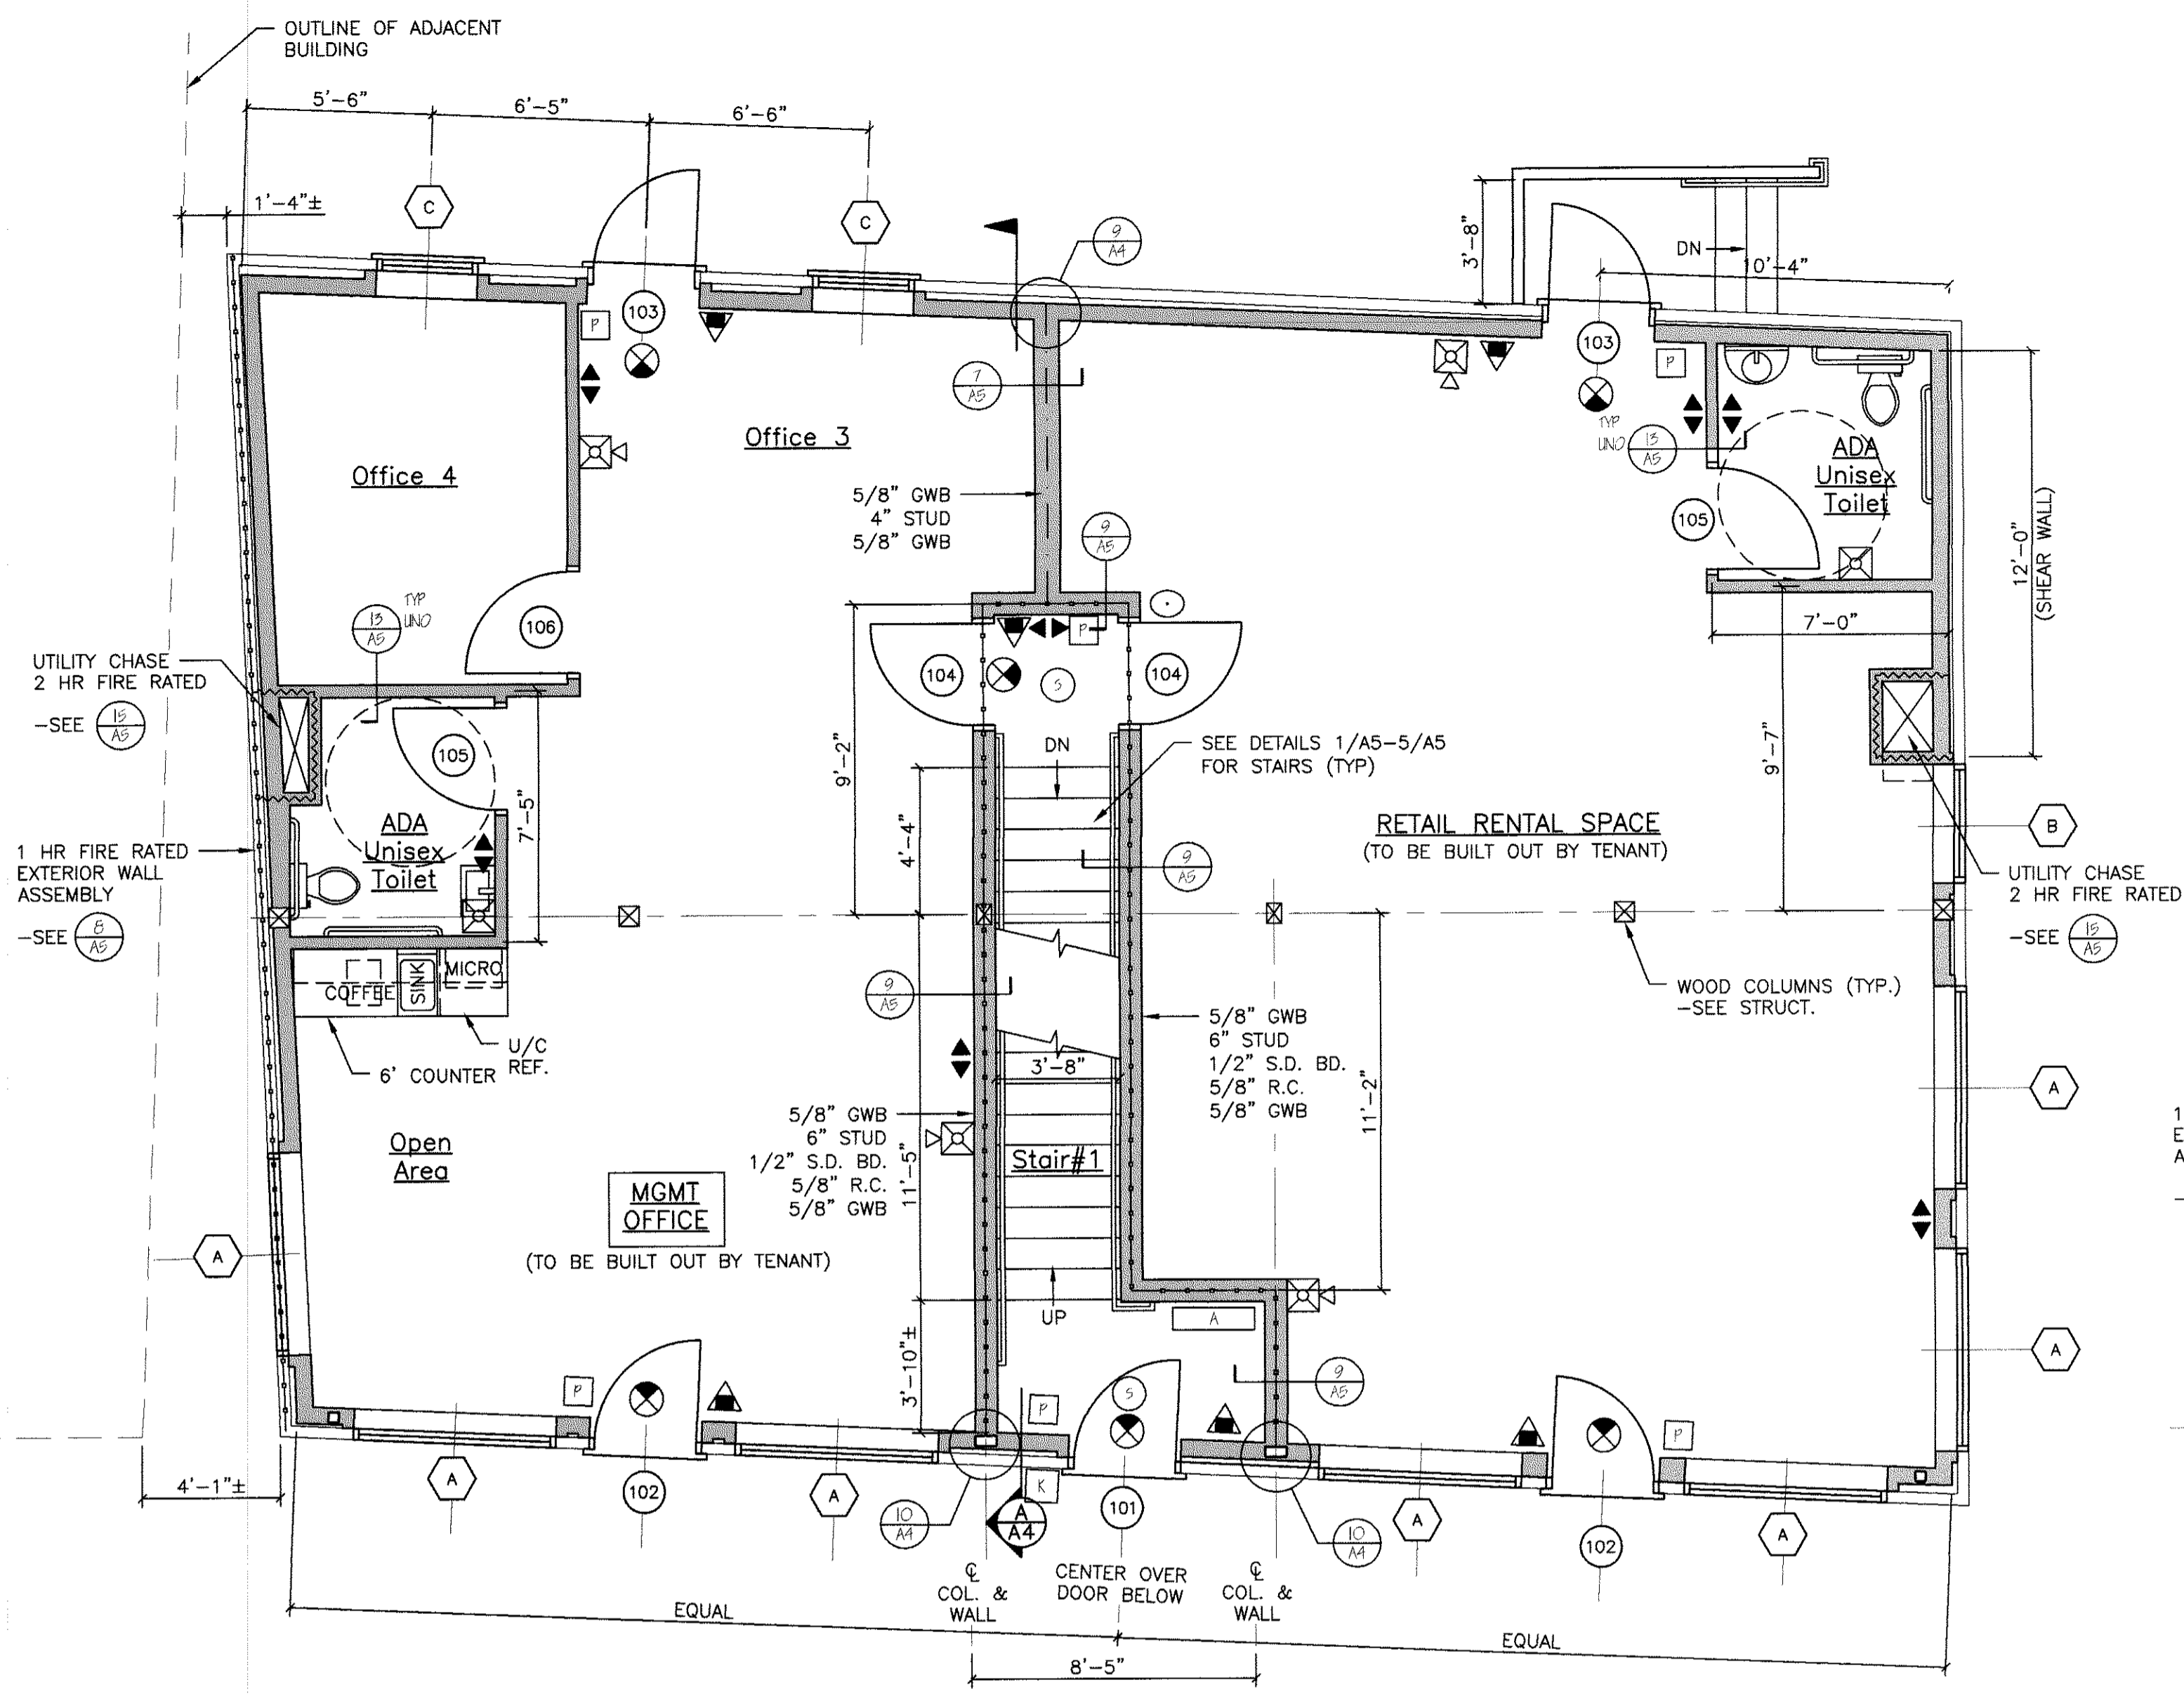 OUTLINE OF ADJACENT
BUILDING
5'-6"
6'-5"
6'-6"
1'-4"±
C
C
9
A4
3'-8"
DN
0'-4"
P
103
103
P
7
A5
TYP
UNO
13
A5
Office 3
Office 4
ADA
Unisex
Toilet
5/8" GWB
4" STUD
5/8" GWB
9
A5
105
12'-0"
(SHEAR WALL)
TYP
UNO
13
A5
106
P
7'-0"
UTILITY CHASE
2 HR FIRE RATED
-SEE
15
A5
104
S
104
105
9'-2"
DN
SEE DETAILS 1/A5-5/A5
FOR STAIRS (TYP)
9'-7"
7'-5"
ADA
Unisex
Toilet
4'-4"
RETAIL RENTAL SPACE
(TO BE BUILT OUT BY TENANT)
B
1 HR FIRE RATED
EXTERIOR WALL
ASSEMBLY
-SEE
8
A5
9
A5
UTILITY CHASE
2 HR FIRE RATED
-SEE
15
A5
COFFEE
SINK
MICRO
9
A5
WOOD COLUMNS (TYP.)
-SEE STRUCT.
6' COUNTER
U/C
REF.
5/8" GWB
6" STUD
1/2" S.D. BD.
5/8" R.C.
5/8" GWB
3'-8"
11'-2"
A
5/8" GWB
6" STUD
1/2" S.D. BD.
5/8" R.C.
5/8" GWB
11'-5"
Open
Area
Stair#1
MGMT
OFFICE
(TO BE BUILT OUT BY TENANT)
A
UP
A
A
3'-10"±
P
S
P
9
A5
P
4'-1"±
A
102
A
K
101
A
102
A
10
A4
A
A4
10
A4
℄
COL. &
WALL
CENTER OVER
DOOR BELOW
℄
COL. &
WALL
EQUAL
EQUAL
8'-5"